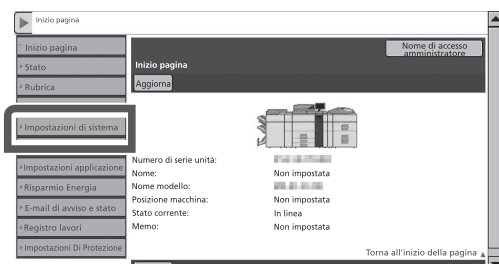 Inizio pagina
Inizio pagina
Stato
Rubrica
Impostazioni di sistema
Impostazioni applicazione
Risparmio Energia
E-mail di avviso e stato
Registro lavori
Impostazioni Di Protezione
Nome di accesso
amministratore
Inizio pagina
Aggiorna
Numero di serie unità:
Nome: Non impostata
Nome modello:
Posizione macchina: Non impostata
Stato corrente: In linea
Memo: Non impostata
Torna all'inizio della pagina